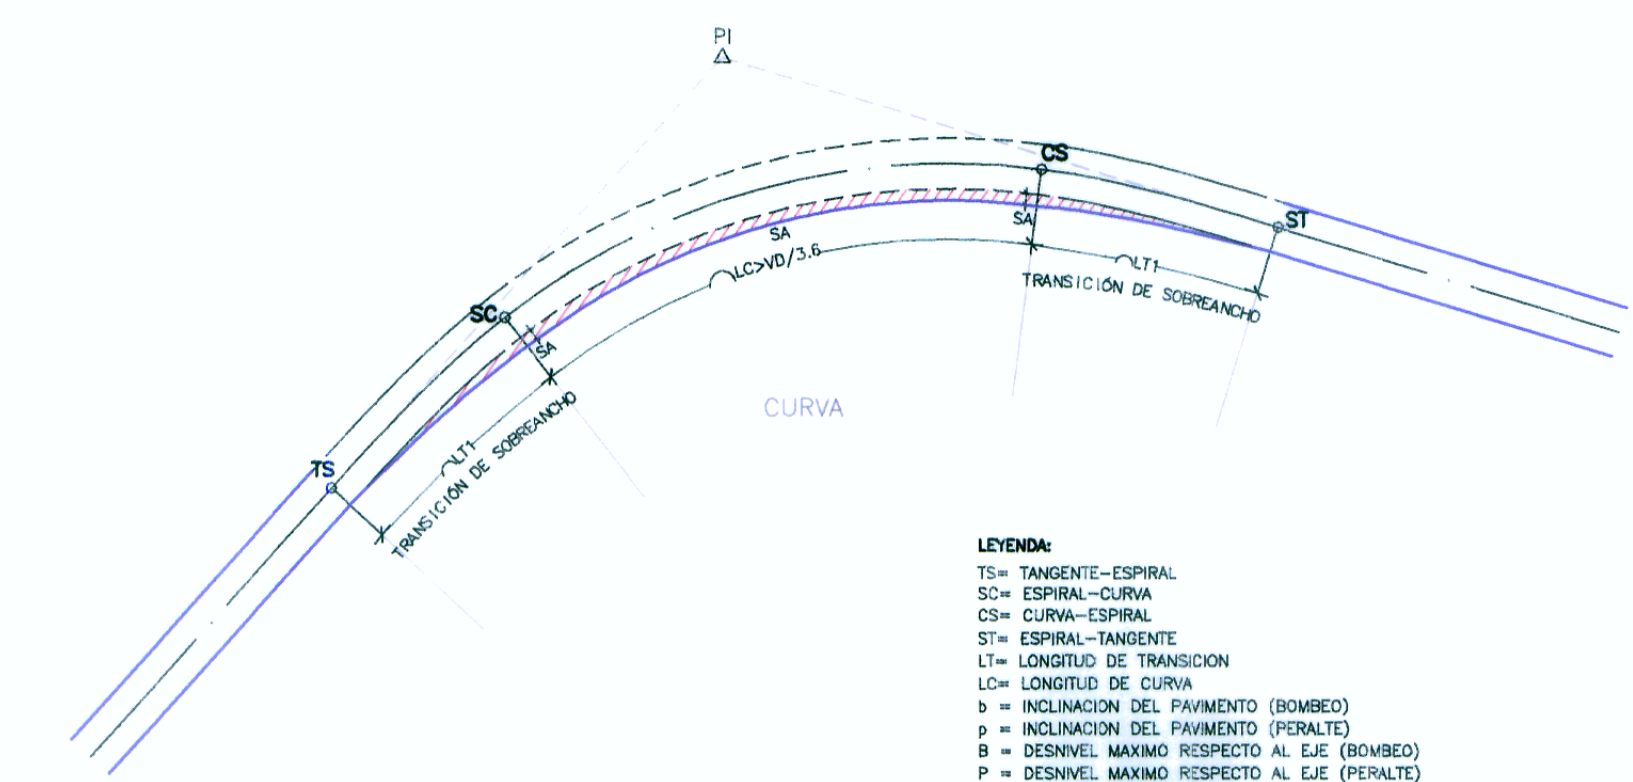 PI
CS
ST
SA
SA
LC>VD/3.6
LT1
TRANSICIÓN DE SOBREANCHO
SC
SA
CURVA
LT1
TRANSICIÓN DE SOBREANCHO
TS
LEYENDA:
TS= TANGENTE-ESPIRAL
SC= ESPIRAL-CURVA
CS= CURVA-ESPIRAL
ST= ESPIRAL-TANGENTE
LT= LONGITUD DE TRANSICION
LC= LONGITUD DE CURVA
b = INCLINACION DEL PAVIMENTO (BOMBEO)
p = INCLINACION DEL PAVIMENTO (PERALTE)
B = DESNIVEL MAXIMO RESPECTO AL EJE (BOMBEO)
P = DESNIVEL MAXIMO RESPECTO AL EJE (PERALTE)